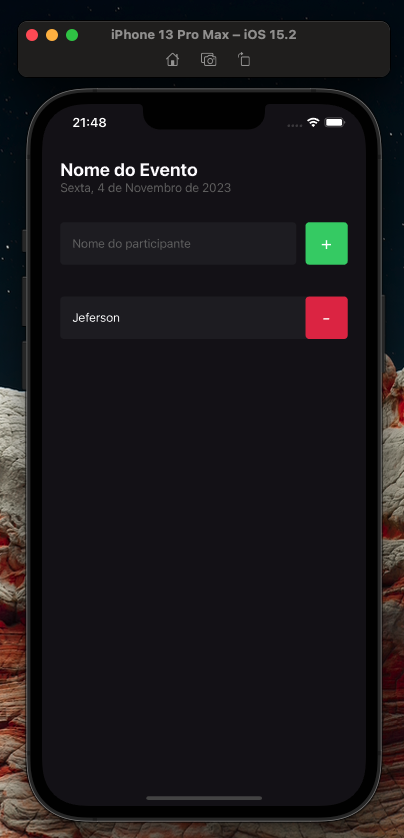 iPhone 13 Pro Max – iOS 15.2
21:48
Nome do Evento
Sexta, 4 de Novembro de 2023
Nome do participante
+
Jeferson
-